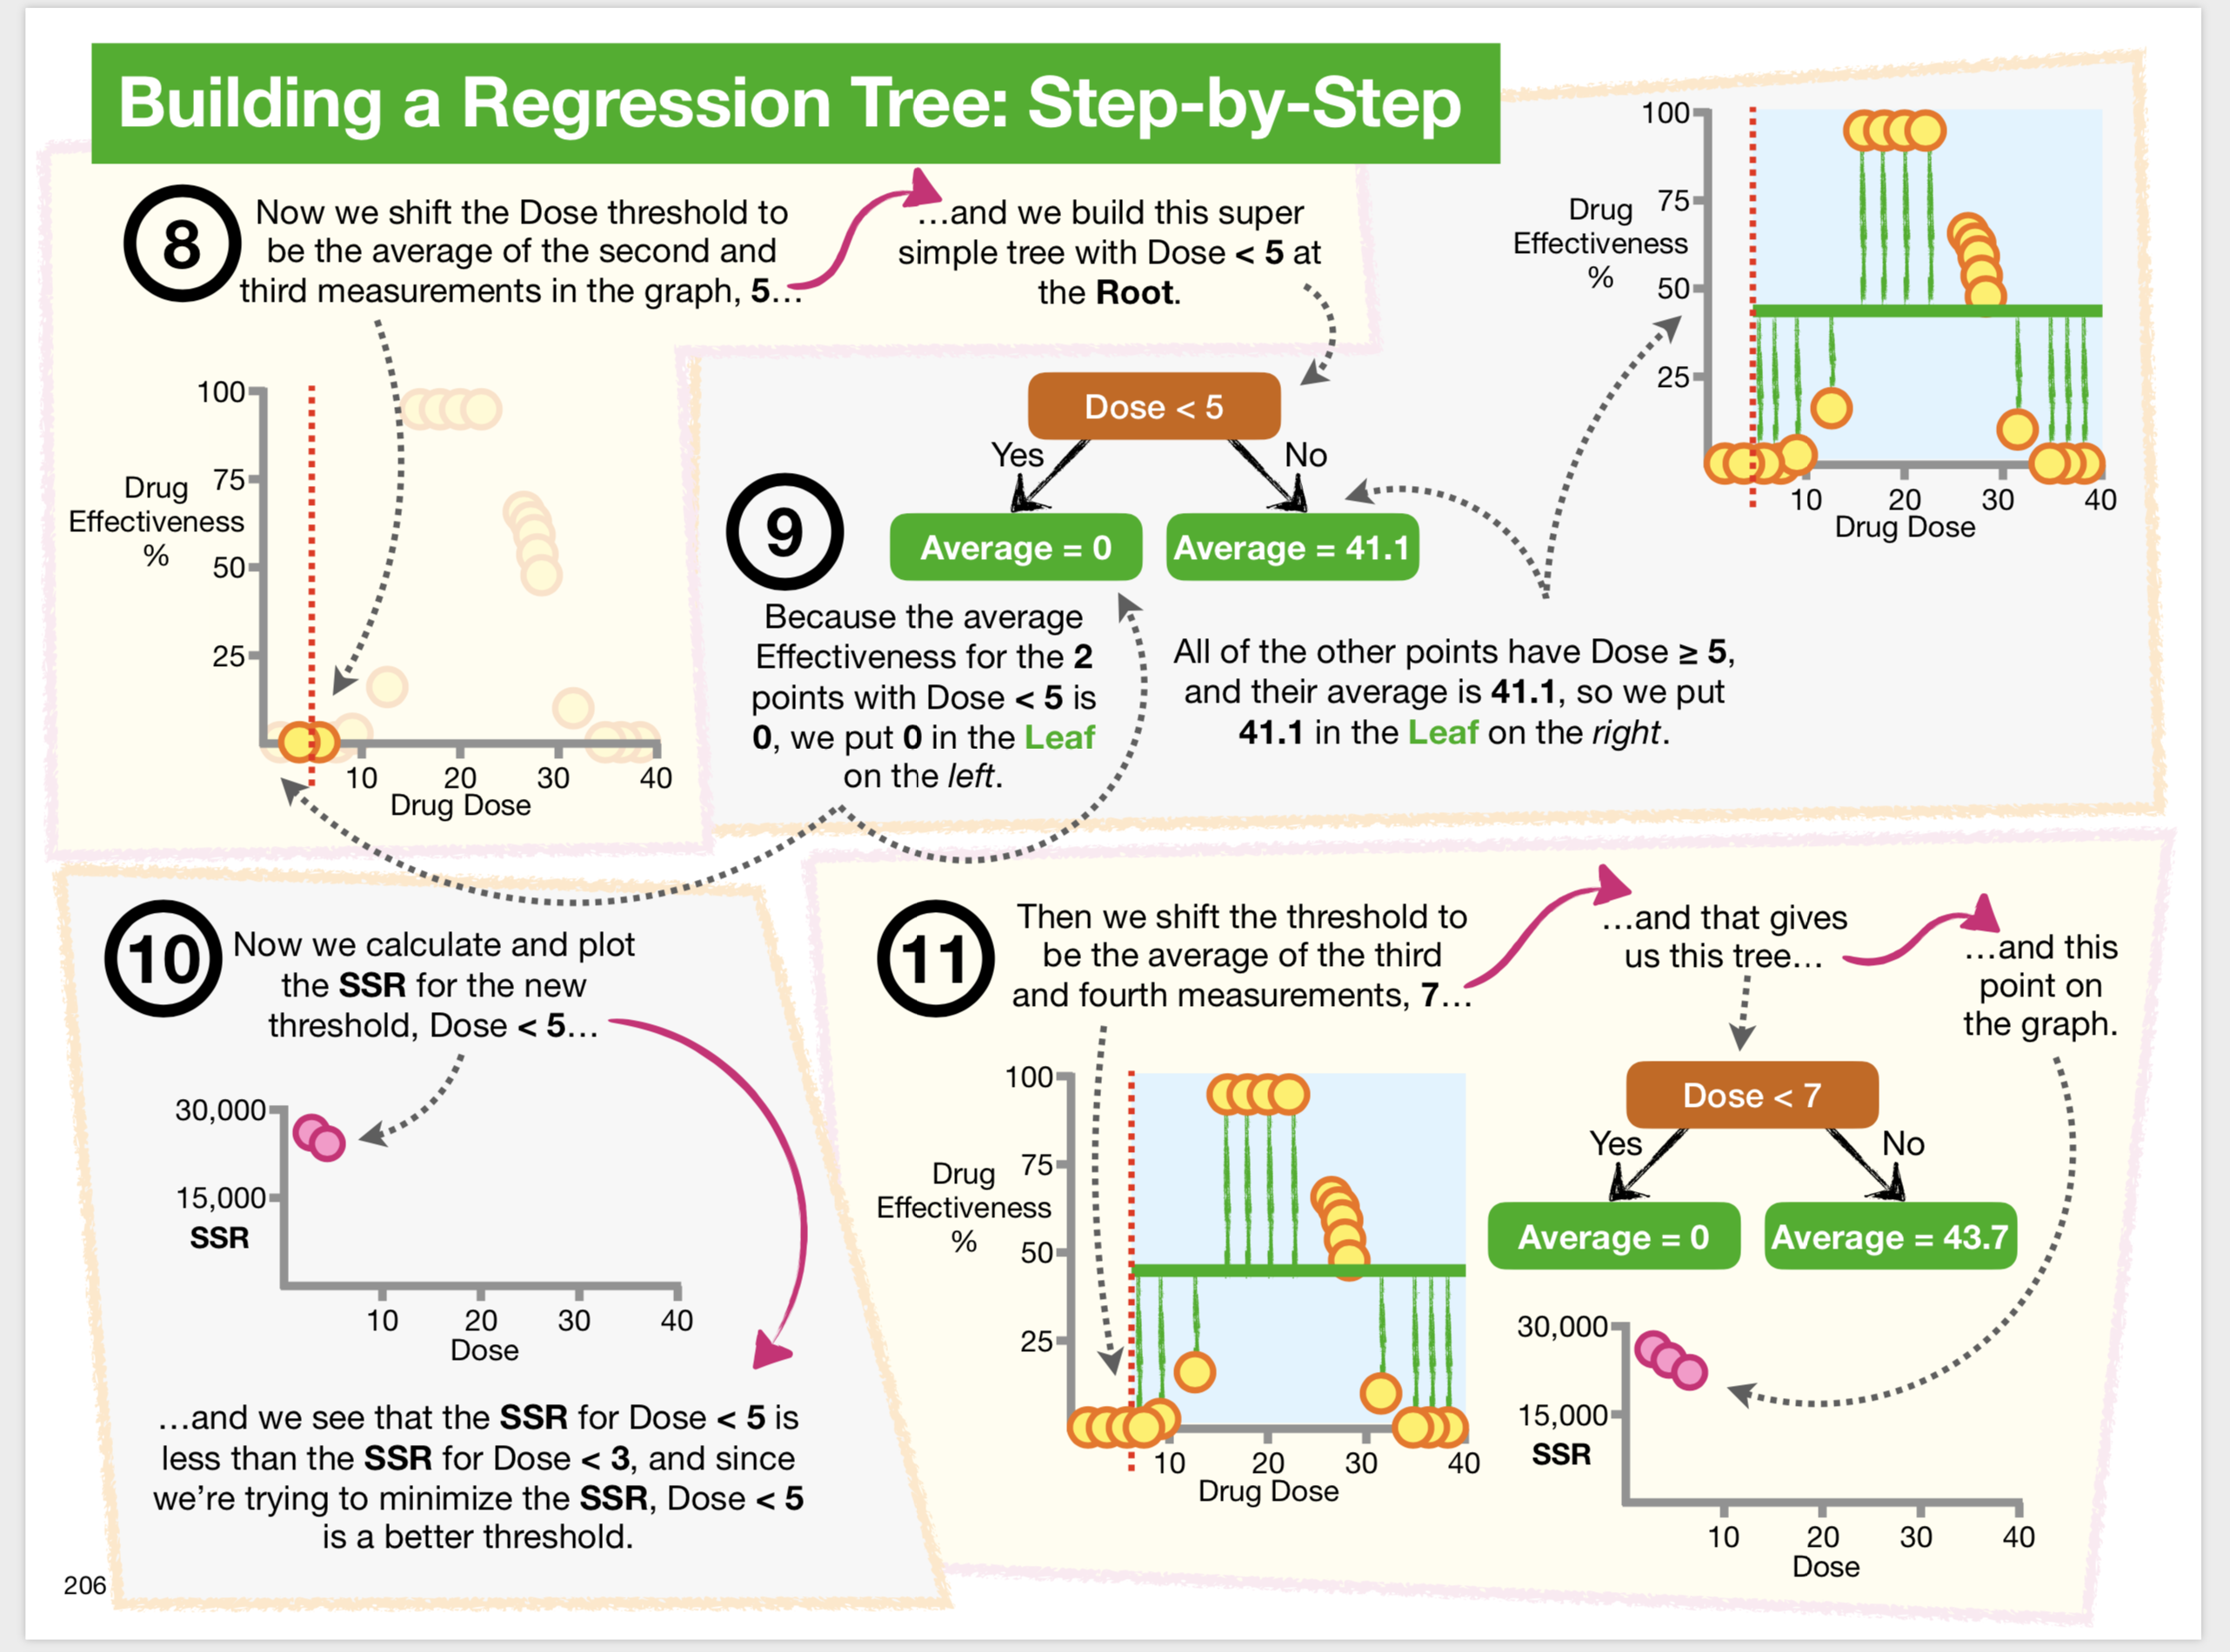 Building a Regression Tree: Step-by-Step
8
Now we shift the Dose threshold to
be the average of the second and
third measurements in the graph, 5…
…and we build this super
simple tree with Dose < 5 at
the Root.
100
75
50
25
Drug
Effectiveness
%
10 20 30 40
Drug Dose
9
Dose < 5
Yes No
Average = 0 Average = 41.1
Because the average
Effectiveness for the 2
points with Dose < 5 is
0, we put 0 in the Leaf
on the left.
All of the other points have Dose ≥ 5,
and their average is 41.1, so we put
41.1 in the Leaf on the right.
100
75
50
25
Drug
Effectiveness
%
10 20 30 40
Drug Dose
10
Now we calculate and plot
the SSR for the new
threshold, Dose < 5…
30,000
15,000
SSR
10 20 30 40
Dose
…and we see that the SSR for Dose < 5 is
less than the SSR for Dose < 3, and since
we’re trying to minimize the SSR, Dose < 5
is a better threshold.
11
Then we shift the threshold to
be the average of the third
and fourth measurements, 7…
…and that gives
us this tree…
…and this
point on
the graph.
100
75
50
25
Drug
Effectiveness
%
10 20 30 40
Drug Dose
Dose < 7
Yes No
Average = 0 Average = 43.7
30,000
15,000
SSR
10 20 30 40
Dose
206